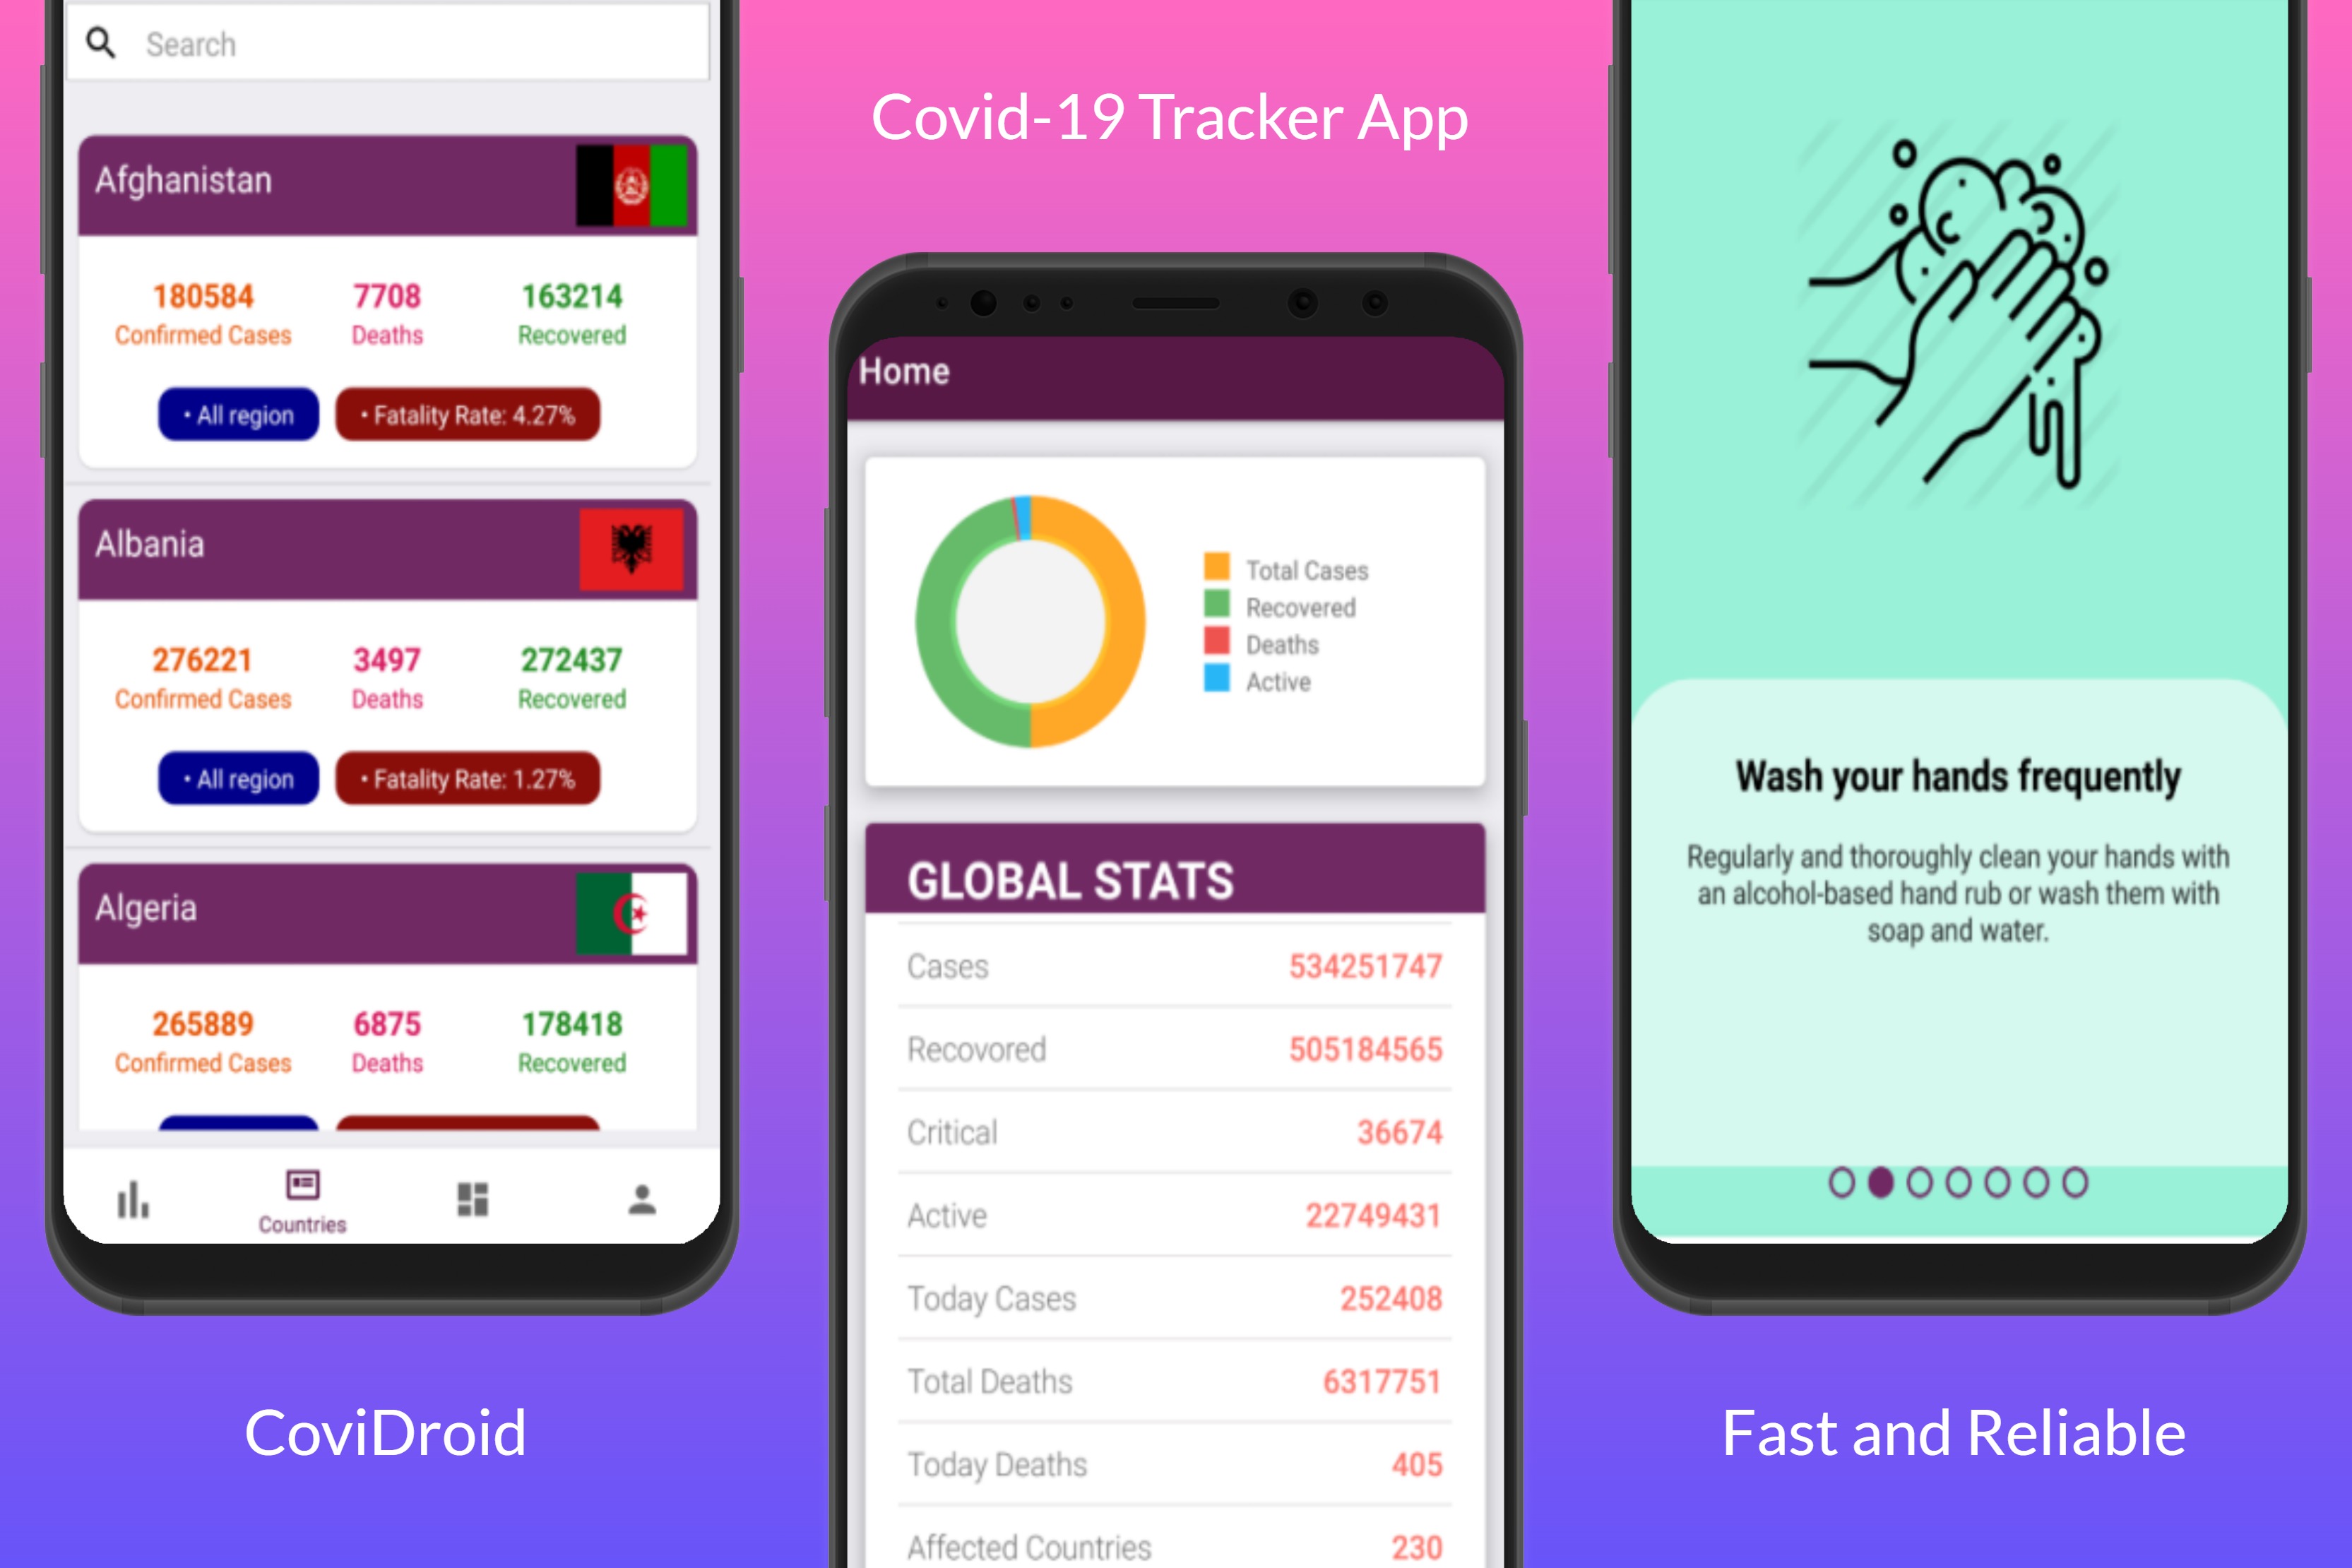 Search
Afghanistan
180584 7708 163214
Confirmed Cases Deaths Recovered
• All region • Fatality Rate: 4.27%
Albania
276221 3497 272437
Confirmed Cases Deaths Recovered
• All region • Fatality Rate: 1.27%
Algeria
265889 6875 178418
Confirmed Cases Deaths Recovered
Countries
CoviDroid
Covid-19 Tracker App
Home
Total Cases
Recovered
Deaths
Active
GLOBAL STATS
Cases 534251747
Recovored 505184565
Critical 36674
Active 22749431
Today Cases 252408
Total Deaths 6317751
Today Deaths 405
Affected Countries 230
Wash your hands frequently
Regularly and thoroughly clean your hands with
an alcohol-based hand rub or wash them with
soap and water.
Fast and Reliable